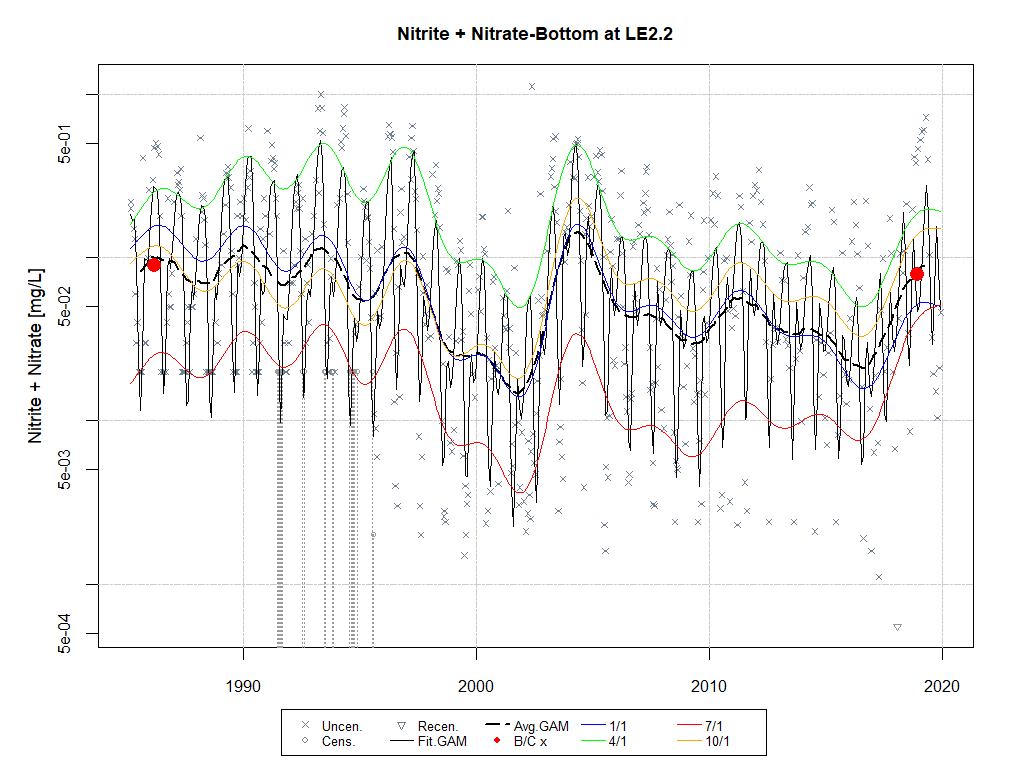 Nitrite + Nitrate-Bottom at LE2.2
Nitrite + Nitrate [mg/L]
5e-01
5e-02
5e-03
5e-04
1990 2000 2010 2020
Uncen. Recen. Avg.GAM 1/1 7/1
Cens. Fit.GAM B/C x 4/1 10/1